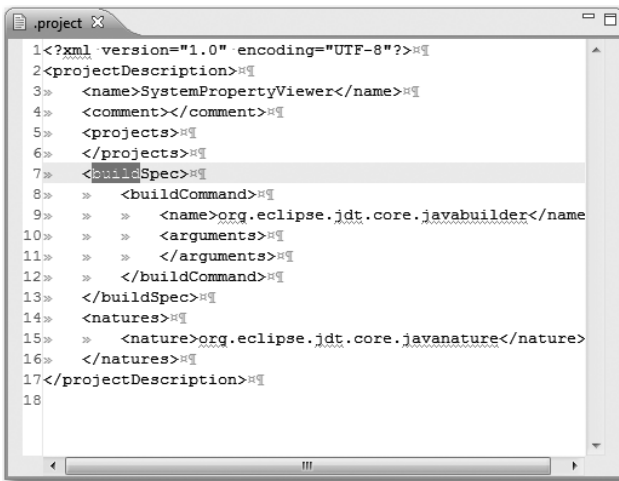 .project
1<?xml version="1.0" encoding="UTF-8"?>¤¶
2<projectDescription>¤¶
3»   <name>SystemPropertyViewer</name>¤¶
4»   <comment></comment>¤¶
5»   <projects>¤¶
6»   </projects>¤¶
7»   <buildSpec>¤¶
8»   »   <buildCommand>¤¶
9»   »   »   <name>org.eclipse.jdt.core.javabuilder</name
10»   »   »   <arguments>¤¶
11»   »   »   </arguments>¤¶
12»   »   </buildCommand>¤¶
13»   </buildSpec>¤¶
14»   <natures>¤¶
15»   »   <nature>org.eclipse.jdt.core.javanature</nature>
16»   </natures>¤¶
17</projectDescription>¤¶
18